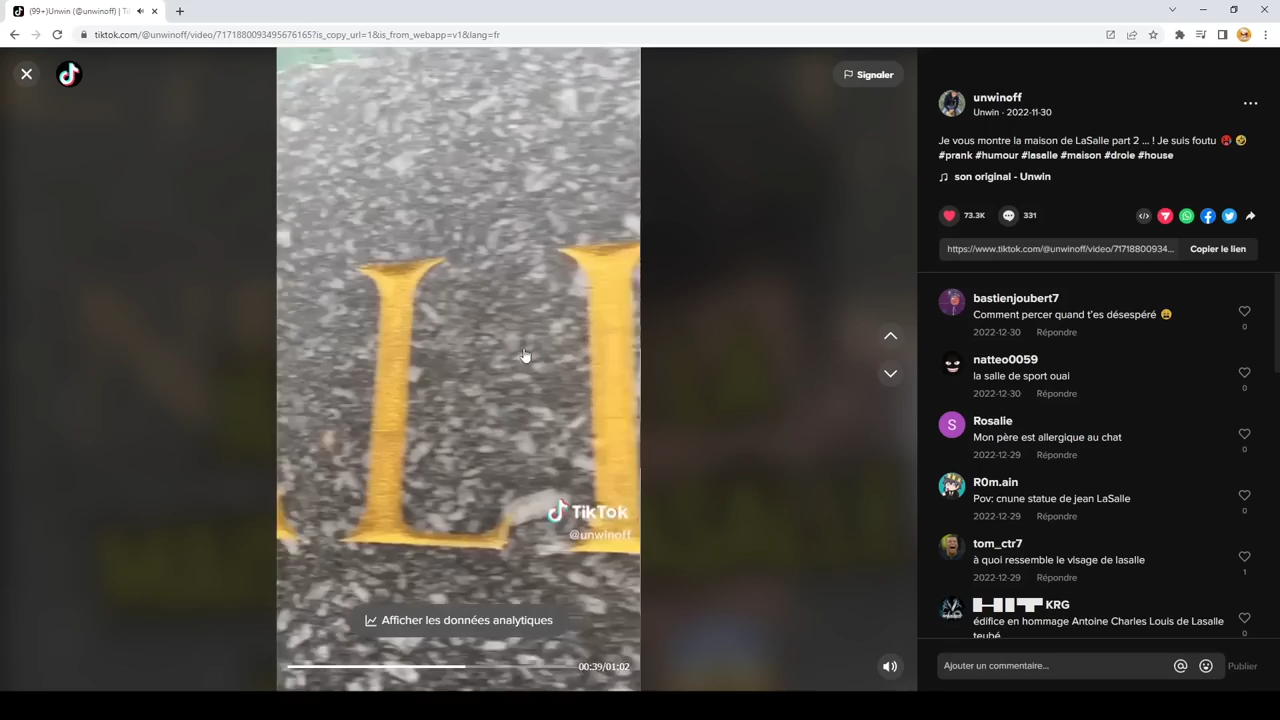 (99+)Unwin (@unwinoff) | Ti
tiktok.com/@unwinoff/video/7171880093495676165?is_copy_url=1&is_from_webapp=v1&lang=fr
Signaler
LL
TikTok
@unwinoff
Afficher les données analytiques
00:39/01:02
unwinoff
Unwin · 2022-11-30
Je vous montre la maison de LaSalle part 2 ... ! Je suis foutu 😡 🤣
#prank #humour #lasalle #maison #drole #house
son original - Unwin
73.3K
331
https://www.tiktok.com/@unwinoff/video/71718800934...
Copier le lien
bastienjoubert7
Comment percer quand t'es désespéré 😩
0
2022-12-30 Répondre
natteo0059
la salle de sport ouai
0
2022-12-30 Répondre
S
Rosalie
Mon père est allergique au chat
0
2022-12-29 Répondre
R0m.ain
Pov: cnune statue de jean LaSalle
0
2022-12-29 Répondre
tom_ctr7
à quoi ressemble le visage de lasalle
1
2022-12-29 Répondre
KRG
édifice en hommage Antoine Charles Louis de Lasalle
0
teubé
Ajouter un commentaire...
Publier